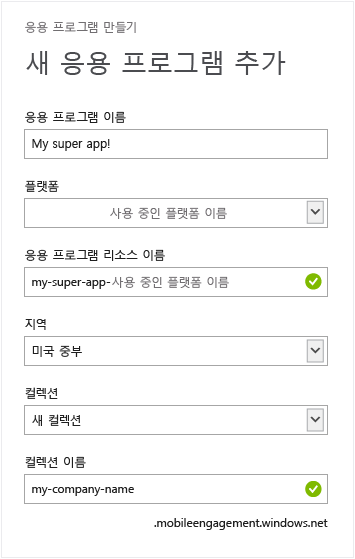 응용 프로그램 만들기
새 응용 프로그램 추가
응용 프로그램 이름
My super app!
플랫폼
사용 중인 플랫폼 이름
응용 프로그램 리소스 이름
my-super-app-사용 중인 플랫폼 이름
지역
미국 중부
컬렉션
새 컬렉션
컬렉션 이름
my-company-name
.mobileengagement.windows.net